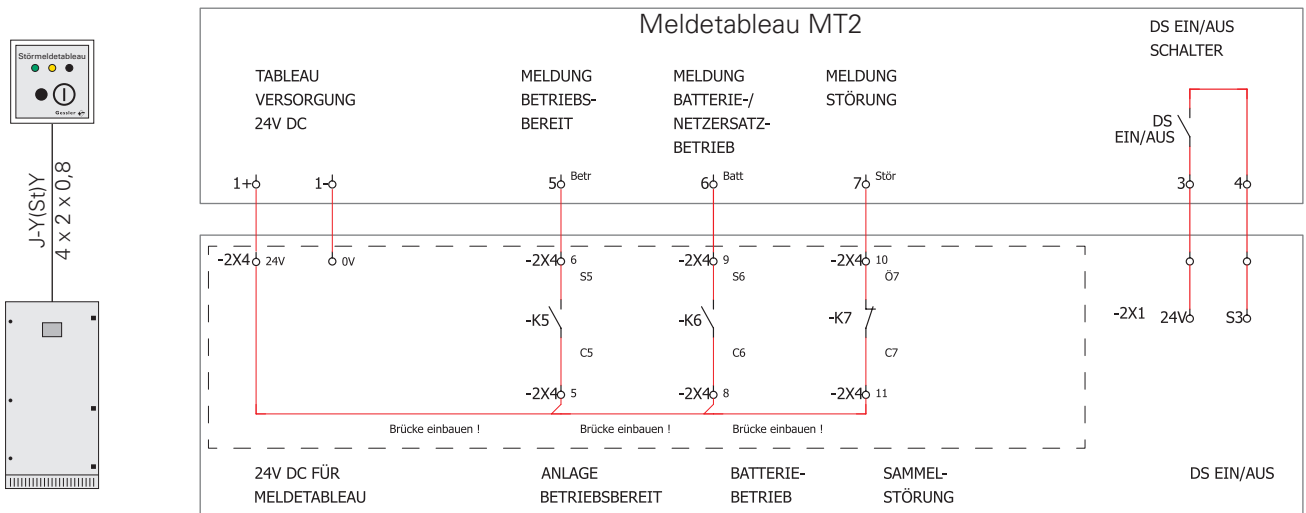 Störmeldetableau
Gessler
J-Y(St)Y
4 x 2 x 0,8
Meldetableau MT2
DS EIN/AUS
SCHALTER
TABLEAU
VERSORGUNG
24V DC
MELDUNG
BETRIEBS-
BEREIT
MELDUNG
BATTERIE-/
NETZERSATZ-
BETRIEB
MELDUNG
STÖRUNG
DS
EIN/AUS
1+
1-
5 Betr
6 Batt
7 Stör
3
4
-2X4 24V
0V
-2X4 6
-2X4 9
-2X4 10
S5
S6
Ö7
-K5
-K6
-K7
-2X1 24V
S3
C5
C6
C7
-2X4 5
-2X4 8
-2X4 11
Brücke einbauen !
Brücke einbauen !
Brücke einbauen !
24V DC FÜR
MELDETABLEAU
ANLAGE
BETRIEBSBEREIT
BATTERIE-
BETRIEB
SAMMEL-
STÖRUNG
DS EIN/AUS